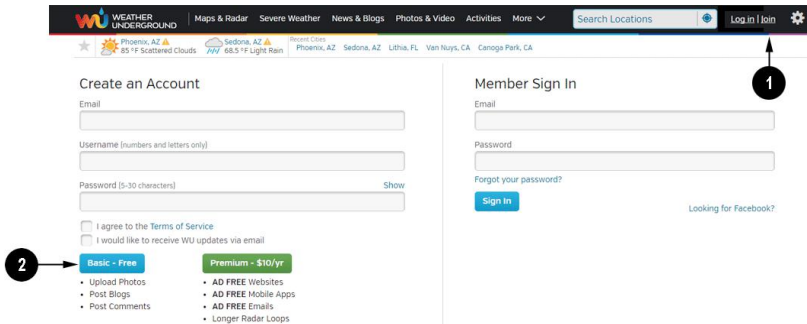 WEATHER UNDERGROUND
Maps & Radar Severe Weather News & Blogs Photos & Video Activities More
Search Locations
Log in | Join
Phoenix, AZ
85 °F Scattered Clouds
Sedona, AZ
68.5 °F Light Rain
Recent Cities
Phoenix, AZ Sedona, AZ Lithia, FL Van Nuys, CA Canoga Park, CA
1
Create an Account
Email
Username (numbers and letters only)
Password (5-30 characters) Show
I agree to the Terms of Service
I would like to receive WU updates via email
2
Basic - Free
• Upload Photos
• Post Blogs
• Post Comments
Premium - $10/yr
• AD FREE Websites
• AD FREE Mobile Apps
• AD FREE Emails
• Longer Radar Loops
Member Sign In
Email
Password
Forgot your password?
Sign In
Looking for Facebook?